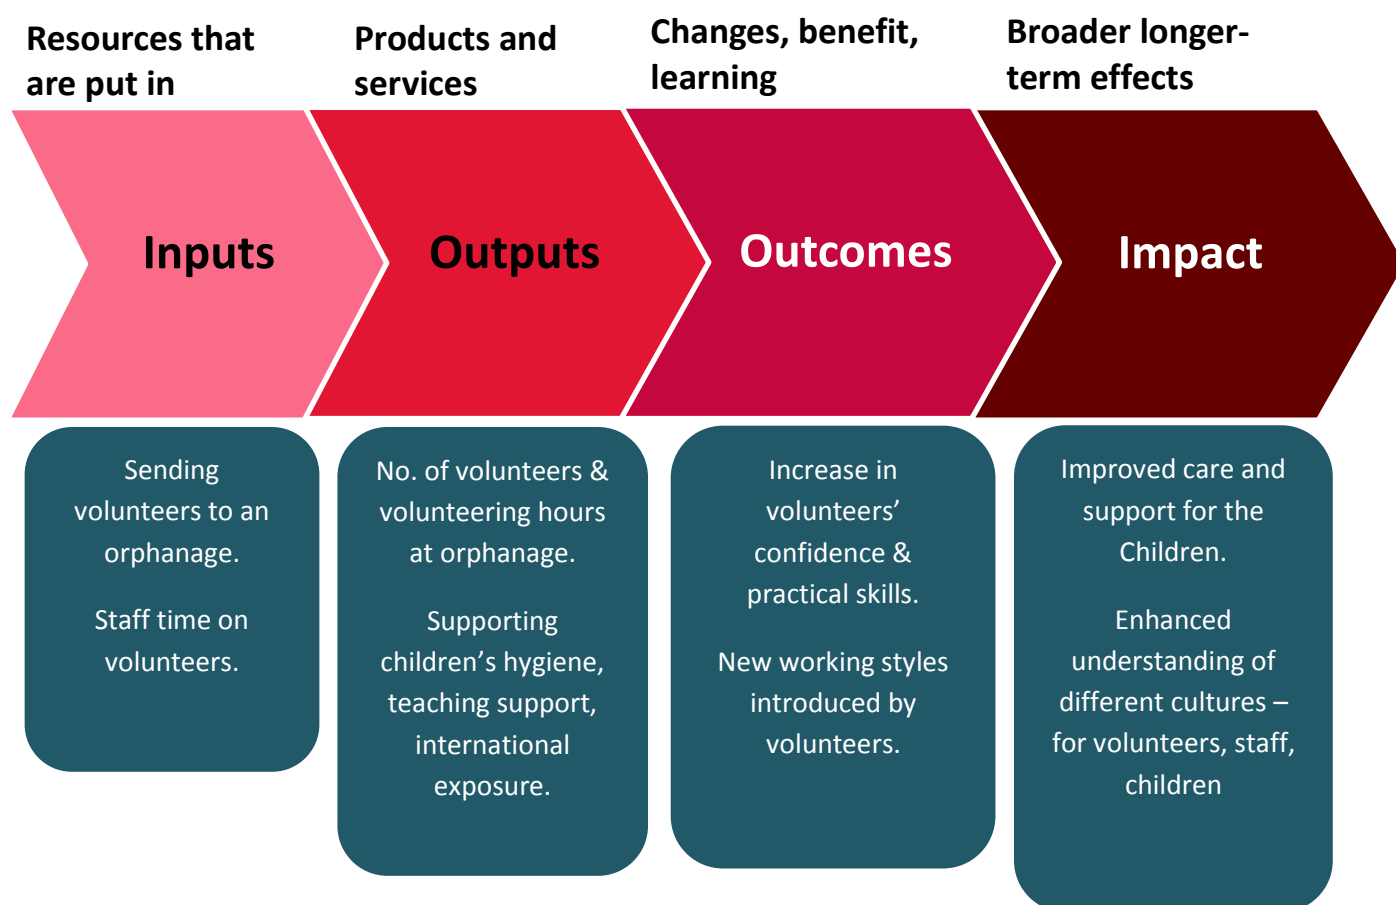 Resources that
are put in
Products and
services
Changes, benefit,
learning
Broader longer-
term effects
Inputs
Outputs
Outcomes
Impact
Sending
volunteers to an
orphanage.
Staff time on
volunteers.
No. of volunteers &
volunteering hours
at orphanage.
Supporting
children’s hygiene,
teaching support,
international
exposure.
Increase in
volunteers’
confidence &
practical skills.
New working styles
introduced by
volunteers.
Improved care and
support for the
Children.
Enhanced
understanding of
different cultures –
for volunteers, staff,
children